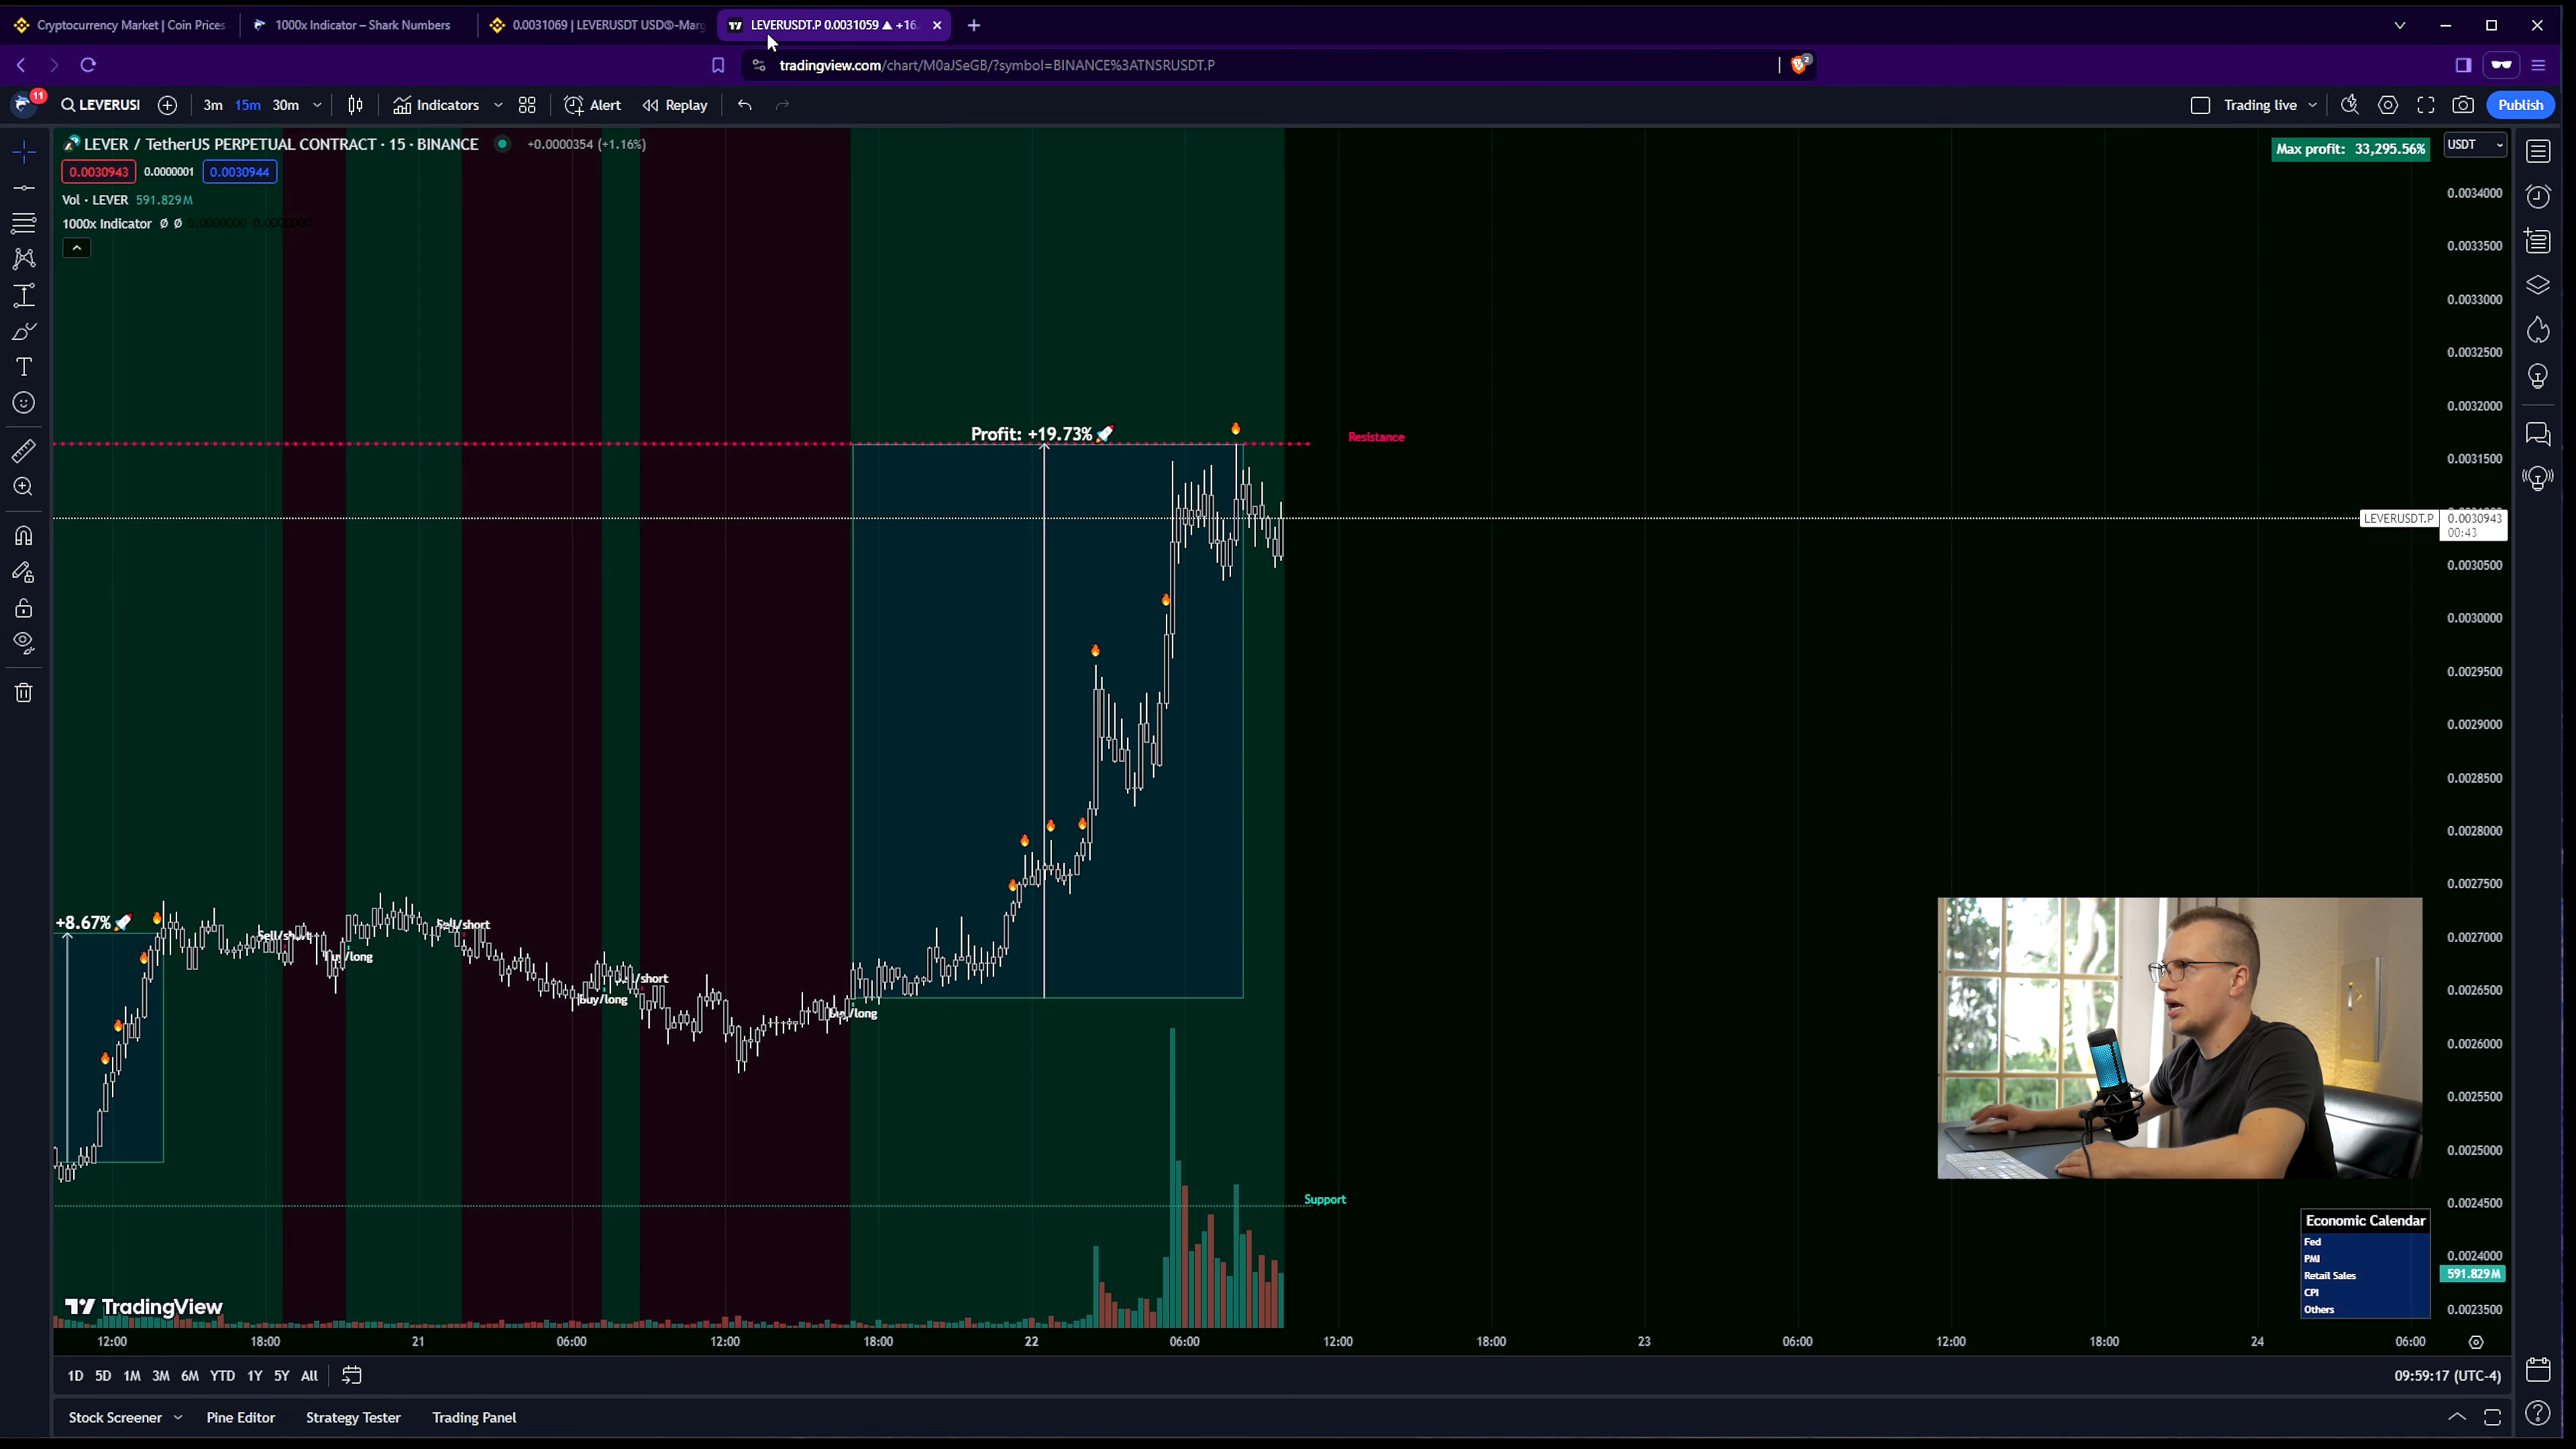 Cryptocurrency Market | Coin Prices
1000x Indicator – Shark Numbers
0.0031069 | LEVERUSDT USD®-Marg
LEVERUSDT.P 0.0031059 ▲ +16.
tradingview.com/chart/M0aJSeGB/?symbol=BINANCE%3ATNSRUSDT.P
2
11
LEVERUSI
3m 15m 30m
Indicators
Alert
Replay
Trading live
Publish
LEVER / TetherUS PERPETUAL CONTRACT · 15 · BINANCE
+0.0000354 (+1.16%)
0.0030943 0.0000001 0.0030944
Vol · LEVER 591.829M
1000x Indicator Ø Ø 0.0000000 0.0000000
Max profit: 33,295.56%
USDT
0.0034000
0.0033500
0.0033000
0.0032500
0.0032000
Profit: +19.73%
Resistance
0.0031500
LEVERUSDT.P
0.0030943
00:43
0.0030500
0.0030000
0.0029500
0.0029000
0.0028500
0.0028000
0.0027500
+8.67%
Sell/short
Sell/short
0.0027000
Buy/long
/short
Buy/long
0.0026500
Buy/long
0.0026000
0.0025500
0.0025000
Support
0.0024500
Economic Calendar
Fed
PMI
Retail Sales
CPI
Others
0.0024000
591.829M
0.0023500
TradingView
12:00 18:00 21 06:00 12:00 18:00 22 06:00 12:00 18:00 23 06:00 12:00 18:00 24 06:00
1D 5D 1M 3M 6M YTD 1Y 5Y All
09:59:17 (UTC-4)
Stock Screener
Pine Editor
Strategy Tester
Trading Panel